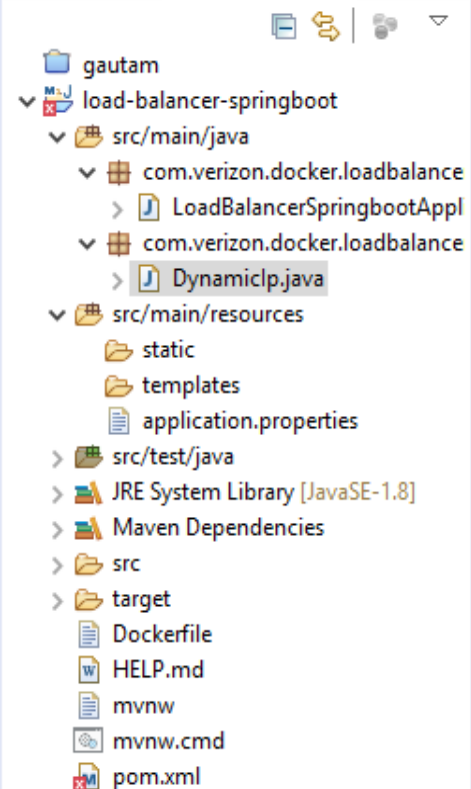 gautam
load-balancer-springboot
src/main/java
com.verizon.docker.loadbalance
LoadBalancerSpringbootAppl
com.verizon.docker.loadbalance
DynamicIp.java
src/main/resources
static
templates
application.properties
src/test/java
JRE System Library [JavaSE-1.8]
Maven Dependencies
src
target
Dockerfile
HELP.md
mvnw
mvnw.cmd
pom.xml